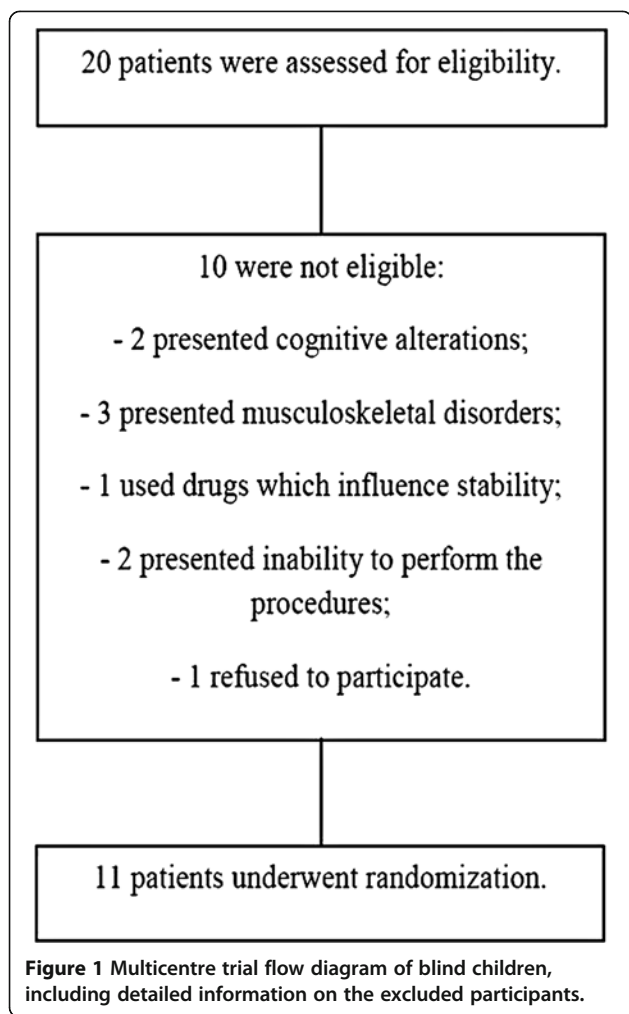 20 patients were assessed for eligibility.
10 were not eligible:
- 2 presented cognitive alterations;
- 3 presented musculoskeletal disorders;
- 1 used drugs which influence stability;
- 2 presented inability to perform the
procedures;
- 1 refused to participate.
11 patients underwent randomization.
Figure 1 Multicentre trial flow diagram of blind children,
including detailed information on the excluded participants.